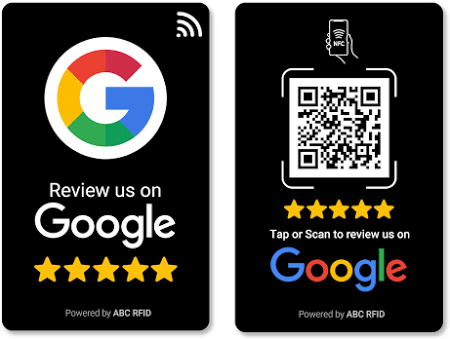 Review us on
Google
Powered by ABC RFID
NFC
Tap or Scan to review us on
Google
Powered by ABC RFID